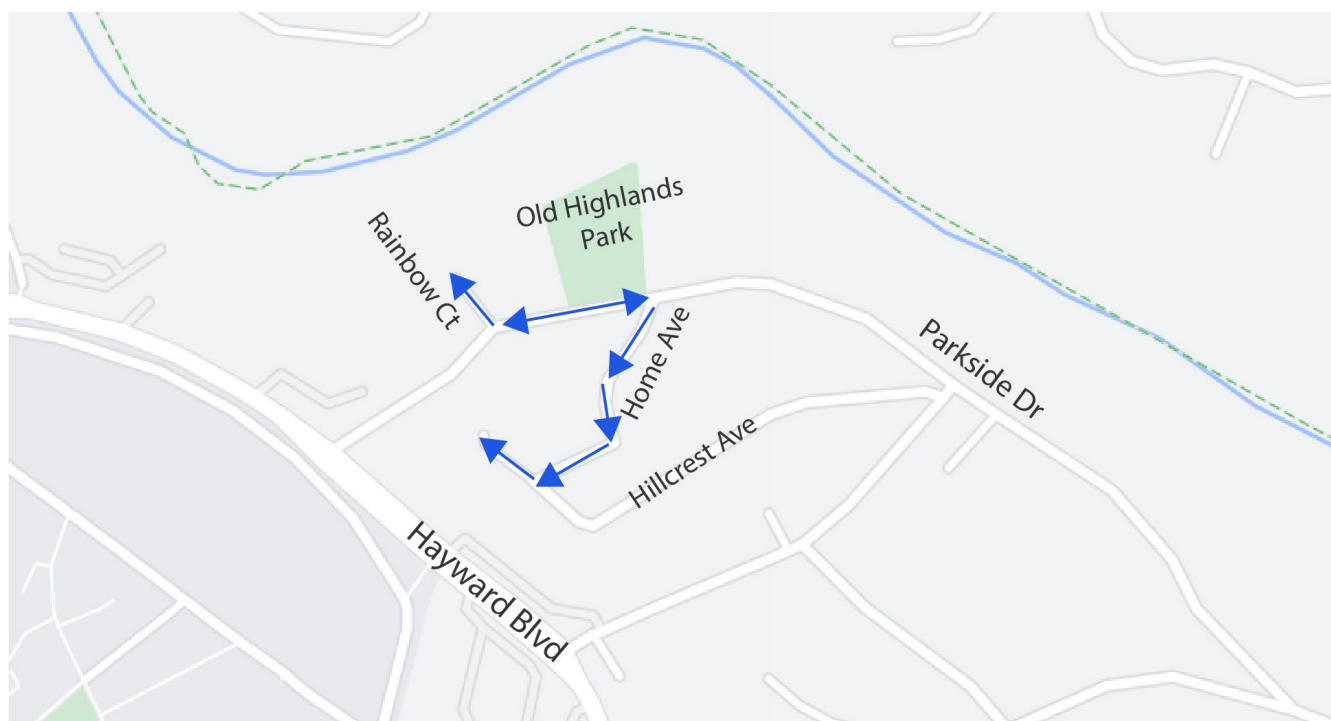 Old Highlands
Park
Rainbow Ct
Home Ave
Parkside Dr
Hillcrest Ave
Hayward Blvd